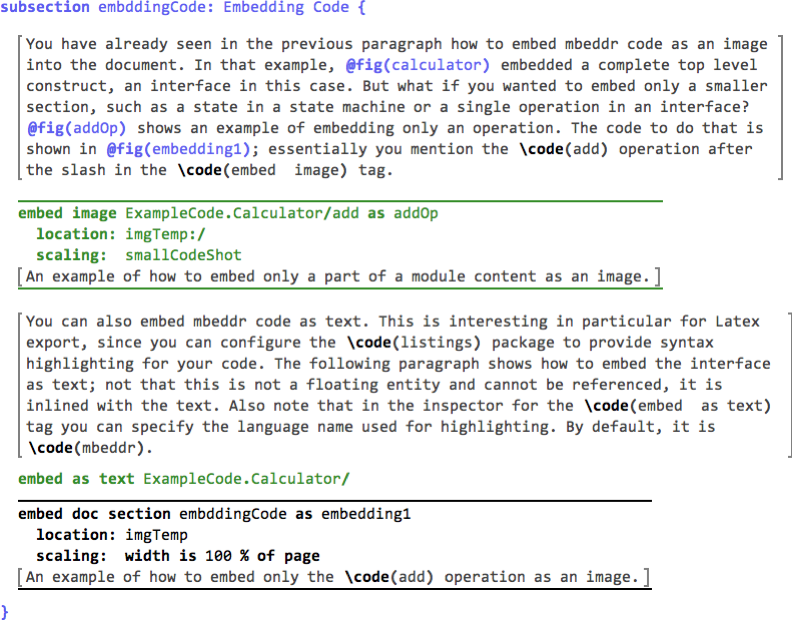 subsection embddingCode: Embedding Code {
You have already seen in the previous paragraph how to embed mbeddr code as an image
into the document. In that example, @fig(calculator) embedded a complete top level
construct, an interface in this case. But what if you wanted to embed only a smaller
section, such as a state in a state machine or a single operation in an interface?
@fig(addOp) shows an example of embedding only an operation. The code to do that is
shown in @fig(embedding1); essentially you mention the \code(add) operation after
the slash in the \code(embed  image) tag.
embed image ExampleCode.Calculator/add as addOp
location: imgTemp:/
scaling:  smallCodeShot
[An example of how to embed only a part of a module content as an image.]
You can also embed mbeddr code as text. This is interesting in particular for Latex
export, since you can configure the \code(listings) package to provide syntax
highlighting for your code. The following paragraph shows how to embed the interface
as text; not that this is not a floating entity and cannot be referenced, it is
inlined with the text. Also note that in the inspector for the \code(embed  as text)
tag you can specify the language name used for highlighting. By default, it is
\code(mbeddr).
embed as text ExampleCode.Calculator/
embed doc section embddingCode as embedding1
location: imgTemp
scaling:  width is 100 % of page
[An example of how to embed only the \code(add) operation as an image.]
}